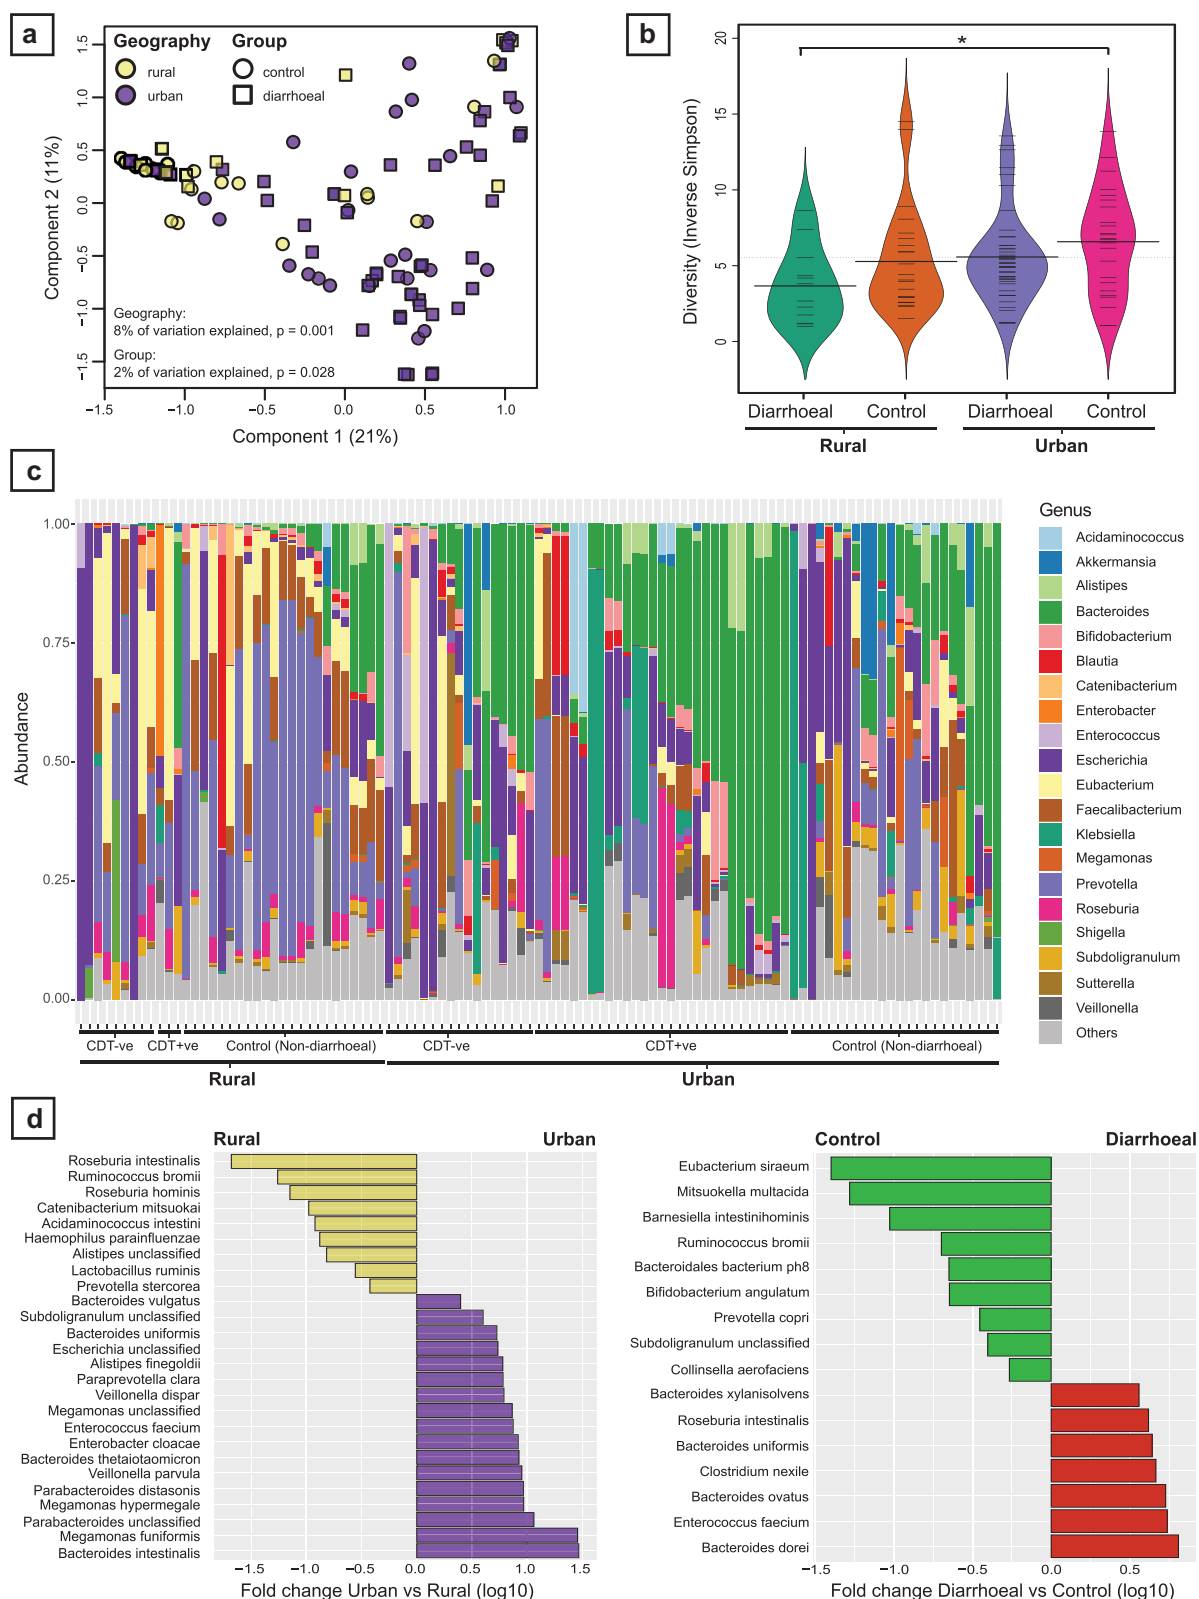 a
Geography
rural
urban
Group
control
diarrhoeal
1.5
1.0
0.5
0.0
−0.5
−1.0
−1.5
Component 2 (11%)
Geography:
8% of variation explained, p = 0.001
Group:
2% of variation explained, p = 0.028
−1.5 −1.0 −0.5 0.0 0.5 1.0
Component 1 (21%)
b
*
20
15
10
5
0
Diversity (Inverse Simpson)
Diarrhoeal Control Diarrhoeal Control
Rural Urban
c
1.00
0.75
0.50
0.25
0.00
Abundance
CDT-ve CDT+ve Control (Non-diarrhoeal) CDT-ve CDT+ve Control (Non-diarrhoeal)
Rural Urban
Genus
Acidaminococcus
Akkermansia
Alistipes
Bacteroides
Bifidobacterium
Blautia
Catenibacterium
Enterobacter
Enterococcus
Escherichia
Eubacterium
Faecalibacterium
Klebsiella
Megamonas
Prevotella
Roseburia
Shigella
Subdoligranulum
Sutterella
Veillonella
Others
d
Rural Urban
Roseburia intestinalis
Ruminococcus bromii
Roseburia hominis
Catenibacterium mitsuokai
Acidaminococcus intestini
Haemophilus parainfluenzae
Alistipes unclassified
Lactobacillus ruminis
Prevotella stercorea
Bacteroides vulgatus
Subdoligranulum unclassified
Bacteroides uniformis
Escherichia unclassified
Alistipes finegoldii
Paraprevotella clara
Veillonella dispar
Megamonas unclassified
Enterococcus faecium
Enterobacter cloacae
Bacteroides thetaiotaomicron
Veillonella parvula
Parabacteroides distasonis
Megamonas hypermegale
Parabacteroides unclassified
Megamonas funiformis
Bacteroides intestinalis
−1.5 −1.0 −0.5 0.0 0.5 1.0 1.5
Fold change Urban vs Rural (log10)
Control Diarrhoeal
Eubacterium siraeum
Mitsuokella multacida
Barnesiella intestinihominis
Ruminococcus bromii
Bacteroidales bacterium ph8
Bifidobacterium angulatum
Prevotella copri
Subdoligranulum unclassified
Collinsella aerofaciens
Bacteroides xylanisolvens
Roseburia intestinalis
Bacteroides uniformis
Clostridium nexile
Bacteroides ovatus
Enterococcus faecium
Bacteroides dorei
−1.5 −1.0 −0.5 0.0 0.5
Fold change Diarrhoeal vs Control (log10)